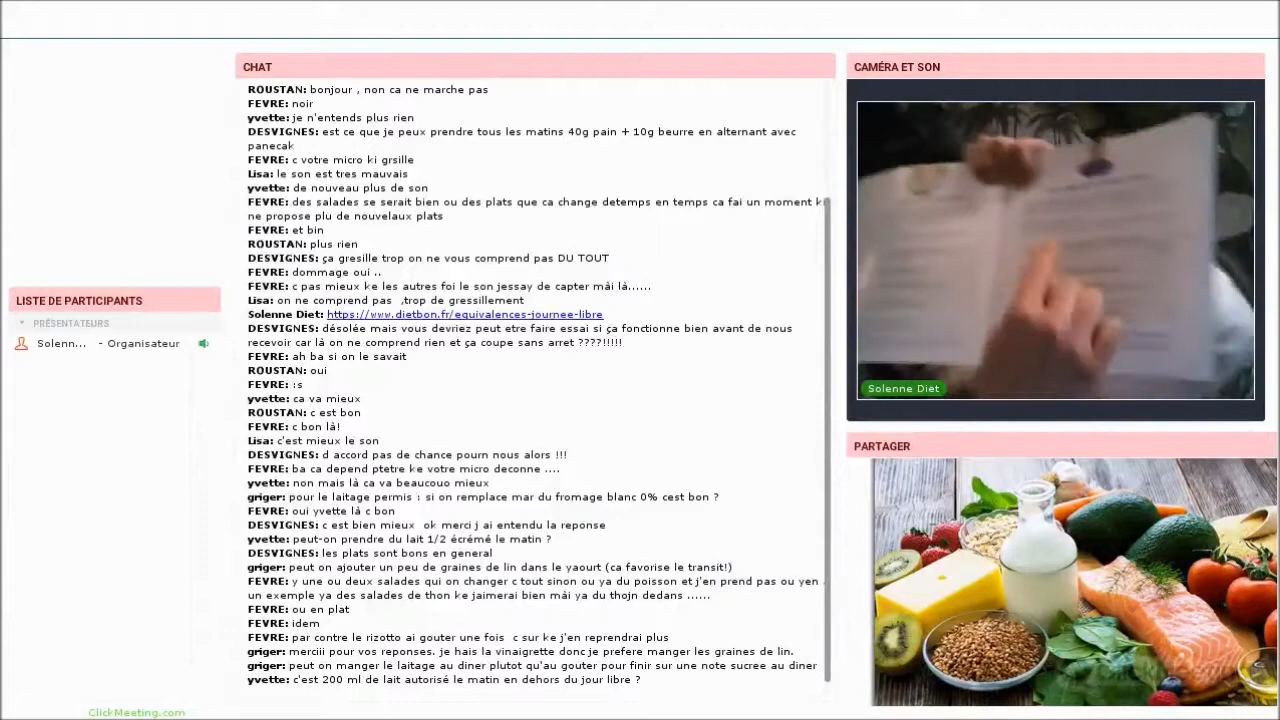 CHAT
ROUSTAN: bonjour , non ca ne marche pas
FEVRE: noir
yvette: je n'entends plus rien
DESVIGNES: est ce que je peux prendre tous les matins 40g pain + 10g beurre en alternant avec
panecak
FEVRE: c votre micro ki grsille
Lisa: le son est tres mauvais
yvette: de nouveau plus de son
FEVRE: des salades se serait bien ou des plats que ca change detemps en temps ca fai un moment ki
ne propose plu de nouvelaux plats
FEVRE: et bin
ROUSTAN: plus rien
DESVIGNES: ça gresille trop on ne vous comprend pas DU TOUT
FEVRE: dommage oui ..
FEVRE: c pas mieux ke les autres foi le son jessay de capter mài là......
Lisa: on ne comprend pas ,trop de gressillement
Solenne Diet: https://www.dietbon.fr/equivalences-journee-libre
DESVIGNES: désolée mais vous devriez peut etre faire essai si ça fonctionne bien avant de nous
recevoir car là on ne comprend rien et ça coupe sans arret ????!!!!!
FEVRE: ah ba si on le savait
ROUSTAN: oui
FEVRE: :s
yvette: ca va mieux
ROUSTAN: c est bon
FEVRE: c bon là!
Lisa: c'est mieux le son
DESVIGNES: d accord pas de chance pourn nous alors !!!
FEVRE: ba ca depend ptetre ke votre micro deconne ....
yvette: non mais là ca va beaucouo mieux
griger: pour le laitage permis : si on remplace mar du fromage blanc 0% cest bon ?
FEVRE: oui yvette là c bon
DESVIGNES: c est bien mieux ok merci j ai entendu la reponse
yvette: peut-on prendre du lait 1/2 écrémé le matin ?
DESVIGNES: les plats sont bons en general
griger: peut on ajouter un peu de graines de lin dans le yaourt (ca favorise le transit!)
FEVRE: y une ou deux salades qui on changer c tout sinon ou ya du poisson et j'en prend pas ou yen
un exemple ya des salades de thon ke jaimerai bien mài ya du thojn dedans ......
FEVRE: ou en plat
FEVRE: idem
FEVRE: par contre le rizotto ai gouter une fois c sur ke j'en reprendrai plus
griger: merciii pour vos reponses. je hais la vinaigrette donc je prefere manger les graines de lin.
griger: peut on manger le laitage au diner plutot qu'au gouter pour finir sur une note sucree au diner
yvette: c'est 200 ml de lait autorisé le matin en dehors du jour libre ?
LISTE DE PARTICIPANTS
PRÉSENTATEURS
Solenn... - Organisateur
ClickMeeting.com
CAMÉRA ET SON
Solenne Diet
PARTAGER